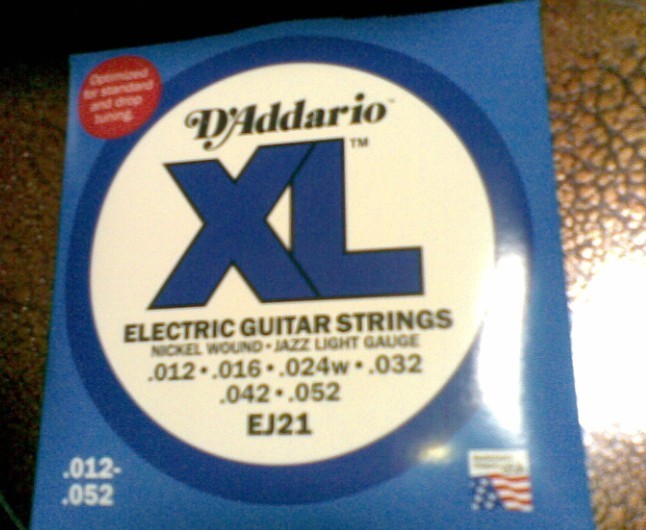 Optimized
for standard
and drop
tuning.
D'Addario
XL™
ELECTRIC GUITAR STRINGS
NICKEL WOUND • JAZZ LIGHT GAUGE
.012 • .016 • .024w • .032
.042 • .052
EJ21
.012-
.052